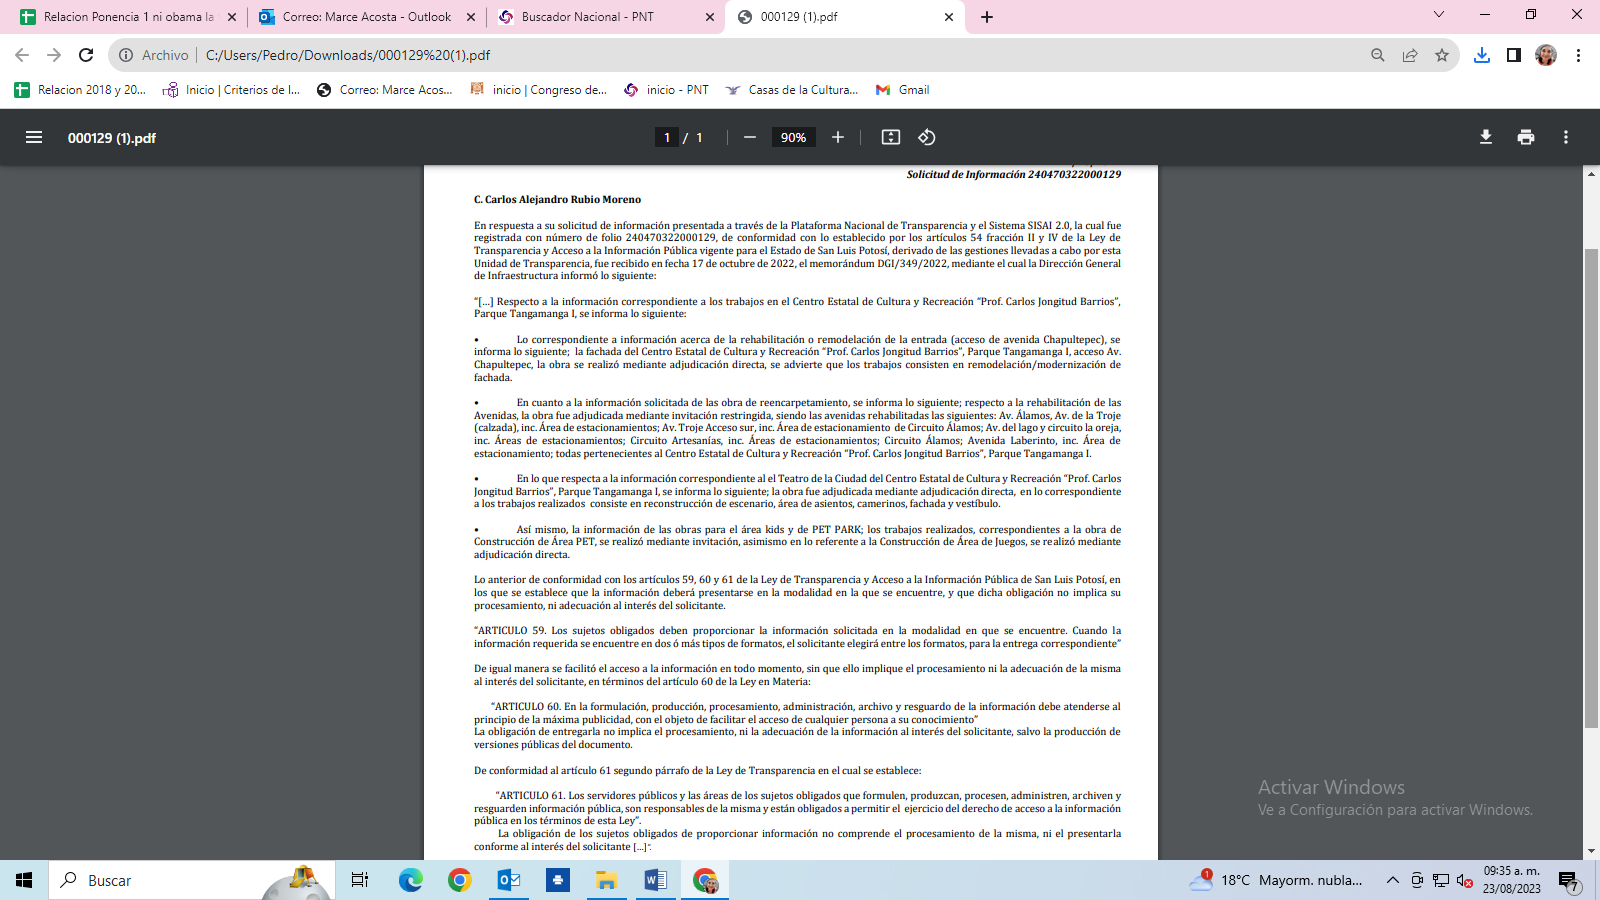 Relacion Ponencia 1 ni obama la
Correo: Marce Acosta - Outlook
Buscador Nacional - PNT
000129 (1).pdf
Archivo
C:/Users/Pedro/Downloads/000129%20(1).pdf
Relacion 2018 y 20...
Inicio | Criterios de I...
Correo: Marce Acos...
inicio | Congreso de...
inicio - PNT
Casas de la Cultura...
Gmail
000129 (1).pdf
1 / 1
90%
Solicitud de Información 240470322000129
C. Carlos Alejandro Rubio Moreno
En respuesta a su solicitud de información presentada a través de la Plataforma Nacional de Transparencia y el Sistema SISAI 2.0, la cual fue
registrada con número de folio 240470322000129, de conformidad con lo establecido por los artículos 54 fracción II y IV de la Ley de
Transparencia y Acceso a la Información Pública vigente para el Estado de San Luis Potosí, derivado de las gestiones llevadas a cabo por esta
Unidad de Transparencia, fue recibido en fecha 17 de octubre de 2022, el memorándum DGI/349/2022, mediante el cual la Dirección General
de Infraestructura informó lo siguiente:
“[...] Respecto a la información correspondiente a los trabajos en el Centro Estatal de Cultura y Recreación “Prof. Carlos Jongitud Barrios”,
Parque Tangamanga I, se informa lo siguiente:
• Lo correspondiente a información acerca de la rehabilitación o remodelación de la entrada (acceso de avenida Chapultepec), se
informa lo siguiente; la fachada del Centro Estatal de Cultura y Recreación “Prof. Carlos Jongitud Barrios”, Parque Tangamanga I, acceso Av.
Chapultepec, la obra se realizó mediante adjudicación directa, se advierte que los trabajos consisten en remodelación/modernización de
fachada.
• En cuanto a la información solicitada de las obra de reencarpetamiento, se informa lo siguiente; respecto a la rehabilitación de las
Avenidas, la obra fue adjudicada mediante invitación restringida, siendo las avenidas rehabilitadas las siguientes: Av. Álamos, Av. de la Troje
(calzada), inc. Área de estacionamientos; Av. Troje Acceso sur, inc. Área de estacionamiento de Circuito Álamos; Av. del lago y circuito la oreja,
inc. Áreas de estacionamientos; Circuito Artesanías, inc. Áreas de estacionamientos; Circuito Álamos; Avenida Laberinto, inc. Área de
estacionamiento; todas pertenecientes al Centro Estatal de Cultura y Recreación “Prof. Carlos Jongitud Barrios”, Parque Tangamanga I.
• En lo que respecta a la información correspondiente al el Teatro de la Ciudad del Centro Estatal de Cultura y Recreación “Prof. Carlos
Jongitud Barrios”, Parque Tangamanga I, se informa lo siguiente; la obra fue adjudicada mediante adjudicación directa, en lo correspondiente
a los trabajos realizados consiste en reconstrucción de escenario, área de asientos, camerinos, fachada y vestíbulo.
• Así mismo, la información de las obras para el área kids y de PET PARK; los trabajos realizados, correspondientes a la obra de
Construcción de Área PET, se realizó mediante invitación, asimismo en lo referente a la Construcción de Área de Juegos, se realizó mediante
adjudicación directa.
Lo anterior de conformidad con los artículos 59, 60 y 61 de la Ley de Transparencia y Acceso a la Información Pública de San Luis Potosí, en
los que se establece que la información deberá presentarse en la modalidad en la que se encuentre, y que dicha obligación no implica su
procesamiento, ni adecuación al interés del solicitante.
“ARTICULO 59. Los sujetos obligados deben proporcionar la información solicitada en la modalidad en que se encuentre. Cuando la
información requerida se encuentre en dos ó más tipos de formatos, el solicitante elegirá entre los formatos, para la entrega correspondiente”
De igual manera se facilitó el acceso a la información en todo momento, sin que ello implique el procesamiento ni la adecuación de la misma
al interés del solicitante, en términos del artículo 60 de la Ley en Materia:
“ARTICULO 60. En la formulación, producción, procesamiento, administración, archivo y resguardo de la información debe atenderse al
principio de la máxima publicidad, con el objeto de facilitar el acceso de cualquier persona a su conocimiento”
La obligación de entregarla no implica el procesamiento, ni la adecuación de la información al interés del solicitante, salvo la producción de
versiones públicas del documento.
De conformidad al artículo 61 segundo párrafo de la Ley de Transparencia en el cual se establece:
“ARTICULO 61. Los servidores públicos y las áreas de los sujetos obligados que formulen, produzcan, procesen, administren, archiven y
resguarden información pública, son responsables de la misma y están obligados a permitir el ejercicio del derecho de acceso a la información
pública en los términos de esta Ley”.
La obligación de los sujetos obligados de proporcionar información no comprende el procesamiento de la misma, ni el presentarla
conforme al interés del solicitante [...]”.
Activar Windows
Ve a Configuración para activar Windows.
Buscar
1
18°C Mayorm. nubla...
09:35 a. m.
23/08/2023
7